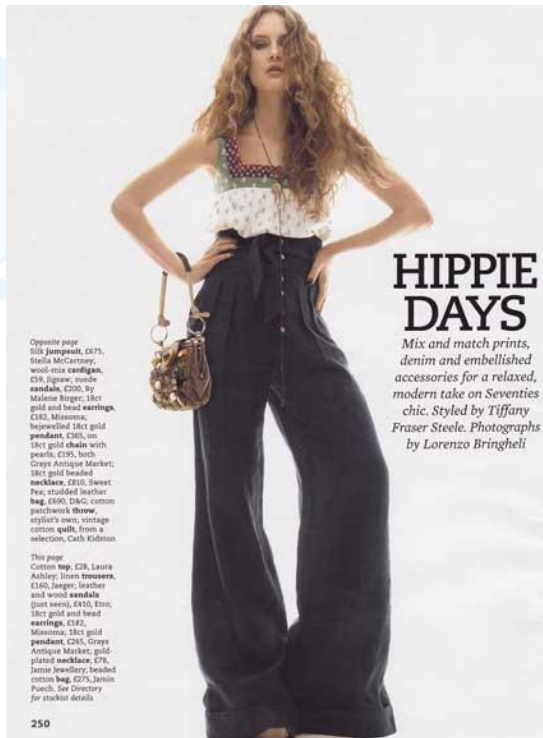 HIPPIE
DAYS
Mix and match prints,
denim and embellished
accessories for a relaxed,
modern take on Seventies
chic. Styled by Tiffany
Fraser Steele. Photographs
by Lorenzo Bringheli
Opposite page
Silk jumpsuit, £675,
Stella McCartney;
wool-mix cardigan,
£59, Jigsaw; suede
sandals, £200, By
Malene Birger; 18ct
gold and bead earrings,
£182, Missoma;
bejewelled 18ct gold
pendant, £365, on
18ct gold chain with
pearls, £195, both
Grays Antique Market;
18ct gold beaded
necklace, £810, Sweet
Pea; studded leather
bag, £690, D&G; cotton
patchwork throw,
stylist's own; vintage
cotton quilt, from a
selection, Cath Kidston
This page
Cotton top, £28, Laura
Ashley; linen trousers,
£160, Jaeger; leather
and wood sandals
(just seen), £410, Etro;
18ct gold and bead
earrings, £182,
Missoma; 18ct gold
pendant, £265, Grays
Antique Market; gold-
plated necklace, £78,
Jamie Jewellery; beaded
cotton bag, £275, Jamin
Puech. See Directory
for stockist details
250